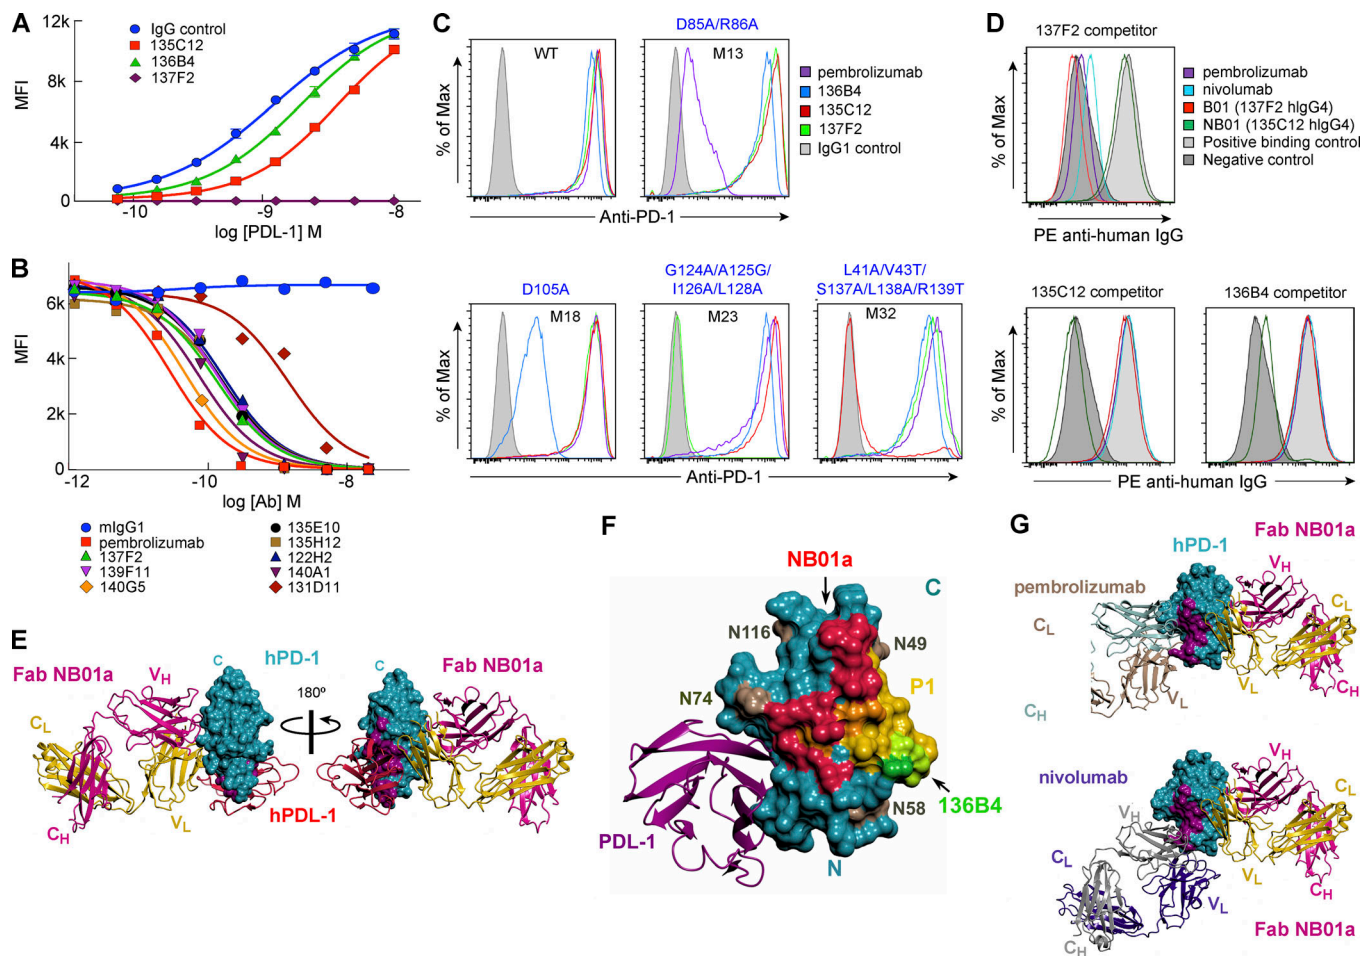 A
12k
8k
4k
0
MFI
IgG control
135C12
136B4
137F2
-10
-9
-8
log [PDL-1] M
B
6k
4k
2k
0
MFI
-12
-10
-8
log [Ab] M
mIgG1
pembrolizumab
137F2
139F11
140G5
135E10
135H12
122H2
140A1
131D11
C
D85A/R86A
WT
M13
% of Max
Anti-PD-1
pembrolizumab
136B4
135C12
137F2
IgG1 control
D105A
G124A/A125G/
I126A/L128A
L41A/V43T/
S137A/L138A/R139T
M18
M23
M32
% of Max
Anti-PD-1
D
137F2 competitor
% of Max
PE anti-human IgG
pembrolizumab
nivolumab
B01 (137F2 hIgG4)
NB01 (135C12 hIgG4)
Positive binding control
Negative control
135C12 competitor
136B4 competitor
% of Max
PE anti-human IgG
E
Fab NB01a
VH
CL
CH
VL
C
hPD-1
180º
C
hPDL-1
Fab NB01a
F
NB01a
C
N116
N49
N74
P1
136B4
N58
PDL-1
N
G
hPD-1
Fab NB01a
VH
pembrolizumab
CL
CL
VL
VL
CH
CH
nivolumab
VH
VH
CL
CL
VL
VL
CH
CH
Fab NB01a